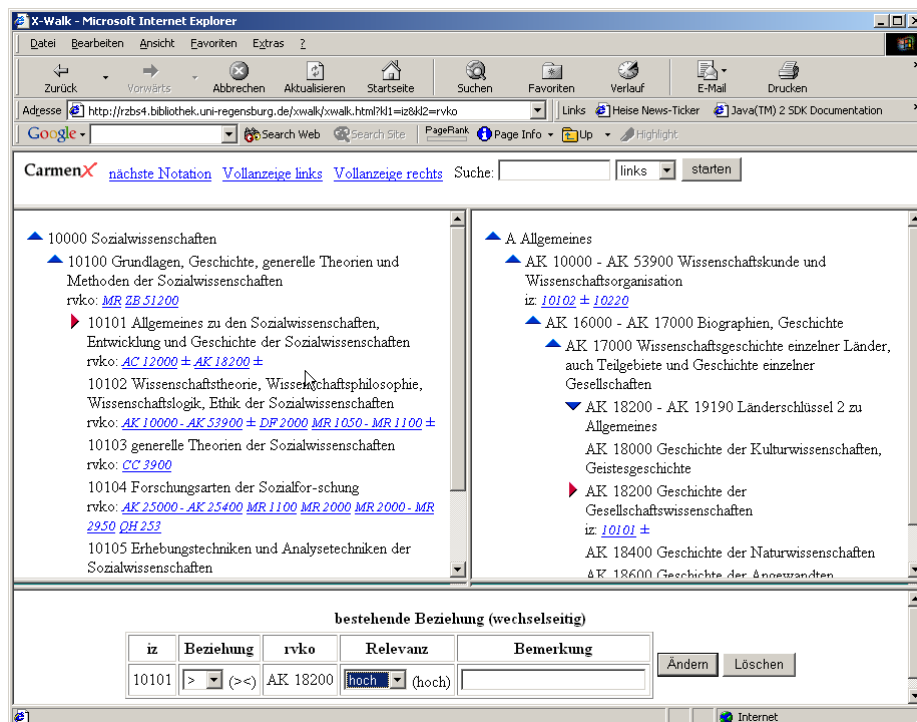 X-Walk - Microsoft Internet Explorer
Datei Bearbeiten Ansicht Favoriten Extras ?
Zurück Vorwärts Abbrechen Aktualisieren Startseite Suchen Favoriten Verlauf E-Mail Drucken
Adresse http://rzbs4.bibliothek.uni-regensburg.de/xwalk/xwalk.html?kl1=iz&kl2=rvko Links Heise News-Ticker Java(TM) 2 SDK Documentation
Google Search Web Search Site PageRank Page Info Up Highlight
CarmenX nächste Notation Vollanzeige links Vollanzeige rechts Suche: links starten
10000 Sozialwissenschaften
10100 Grundlagen, Geschichte, generelle Theorien und
Methoden der Sozialwissenschaften
rvko: MR ZB 51200
10101 Allgemeines zu den Sozialwissenschaften,
Entwicklung und Geschichte der Sozialwissenschaften
rvko: AC 12000 ± AK 18200 ±
10102 Wissenschaftstheorie, Wissenschaftsphilosophie,
Wissenschaftslogik, Ethik der Sozialwissenschaften
rvko: AK 10000 - AK 53900 ± DF 2000 MR 1050 - MR 1100 ±
10103 generelle Theorien der Sozialwissenschaften
rvko: CC 3900
10104 Forschungsarten der Sozialfor-schung
rvko: AK 25000 - AK 25400 MR 1100 MR 2000 MR 2000 - MR
2950 QH 253
10105 Erhebungstechniken und Analysetechniken der
Sozialwissenschaften
A Allgemeines
AK 10000 - AK 53900 Wissenschaftskunde und
Wissenschaftsorganisation
iz: 10102 ± 10220
AK 16000 - AK 17000 Biographien, Geschichte
AK 17000 Wissenschaftsgeschichte einzelner Länder,
auch Teilgebiete und Geschichte einzelner
Gesellschaften
AK 18200 - AK 19190 Länderschlüssel 2 zu
Allgemeines
AK 18000 Geschichte der Kulturwissenschaften,
Geistesgeschichte
AK 18200 Geschichte der
Gesellschaftswissenschaften
iz: 10101 ±
AK 18400 Geschichte der Naturwissenschaften
AK 18600 Geschichte der Angewandten
bestehende Beziehung (wechselseitig)
iz Beziehung rvko Relevanz Bemerkung
10101 > (><) AK 18200 hoch (hoch)
Ändern Löschen
Internet